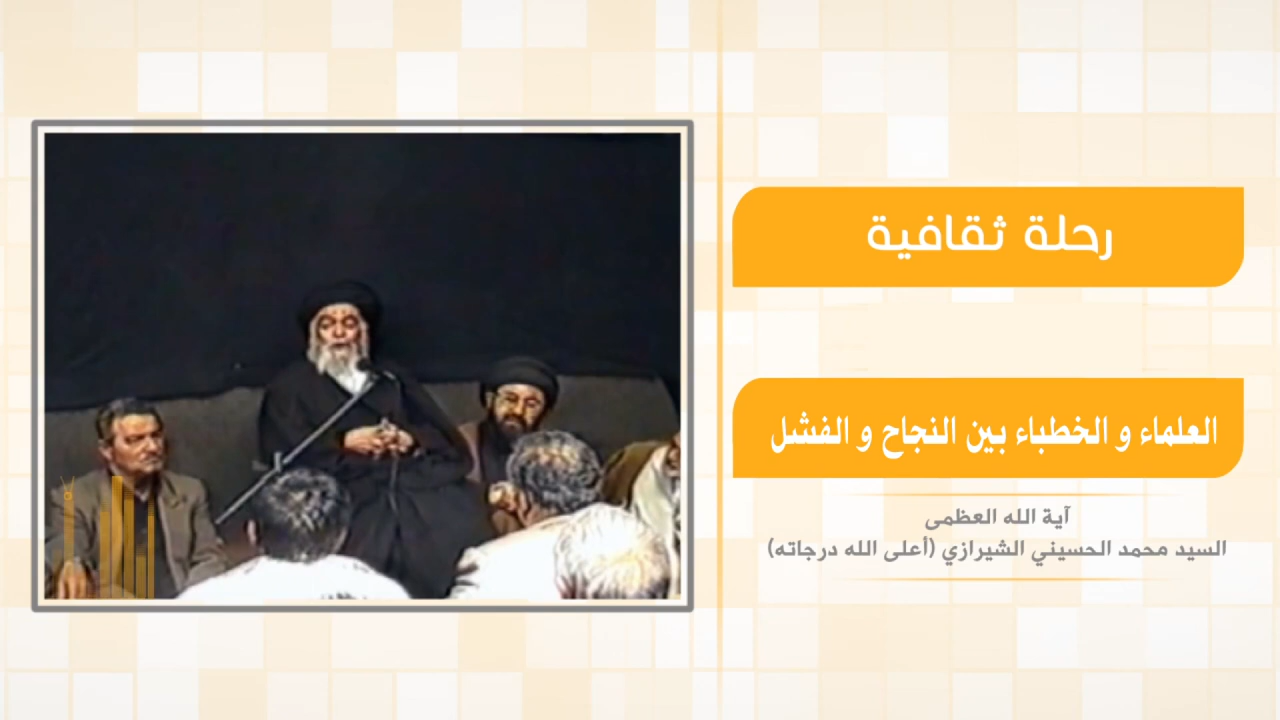 رحلة ثقافية
العلماء و الخطباء بين النجاح و الفشل
آية الله العظمى
السيد محمد الحسيني الشيرازي (أعلى الله درجاته)